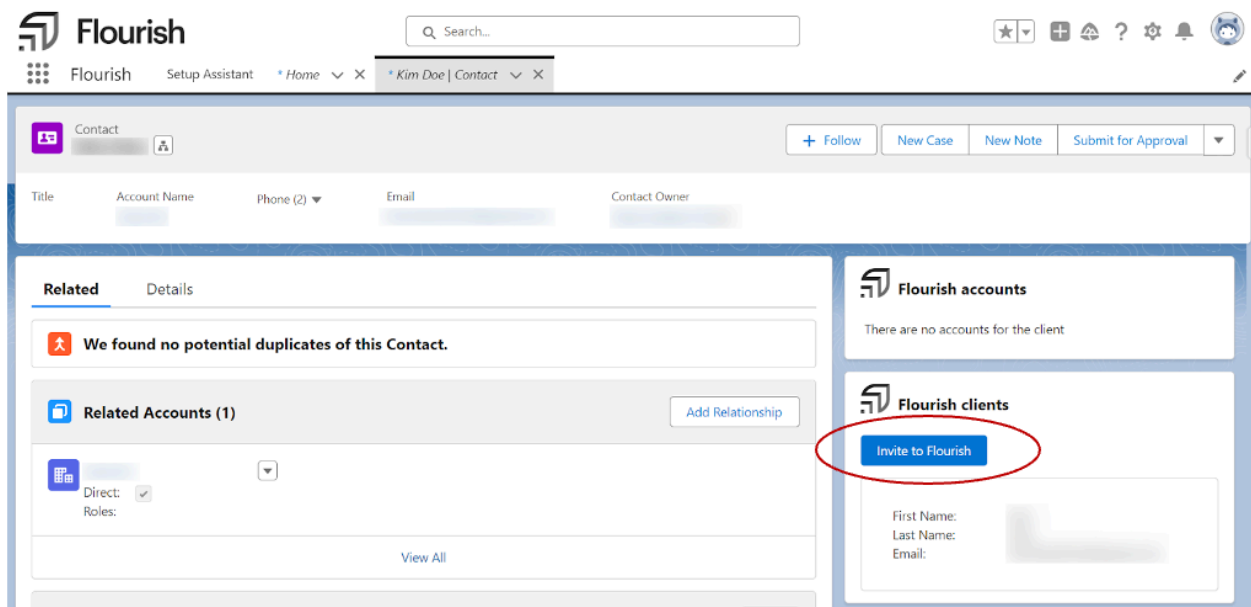 Flourish
Search...
Flourish
Setup Assistant
* Home
* Kim Doe | Contact
Contact
+ Follow
New Case
New Note
Submit for Approval
Title
Account Name
Phone (2)
Email
Contact Owner
Related
Details
We found no potential duplicates of this Contact.
Related Accounts (1)
Add Relationship
Direct:
Roles:
View All
Flourish accounts
There are no accounts for the client
Flourish clients
Invite to Flourish
First Name:
Last Name:
Email: